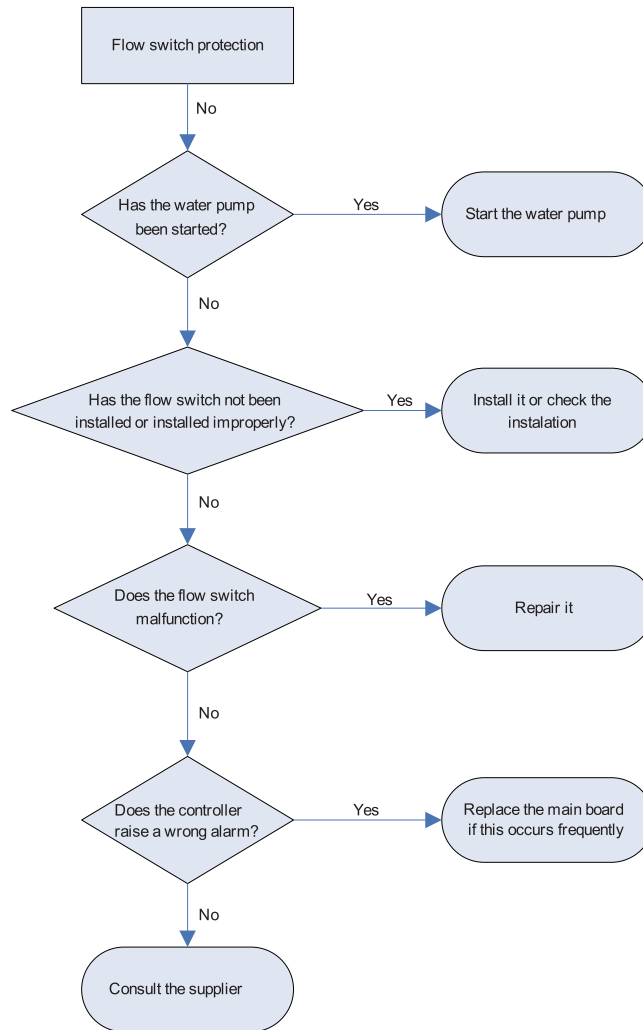 Flow switch protection
No
Has the water pump
been started?
Yes
Start the water pump
No
Has the flow switch not been
installed or installed improperly?
Yes
Install it or check the
instalation
No
Does the flow switch
malfunction?
Yes
Repair it
No
Does the controller
raise a wrong alarm?
Yes
Replace the main board
if this occurs frequently
No
Consult the supplier